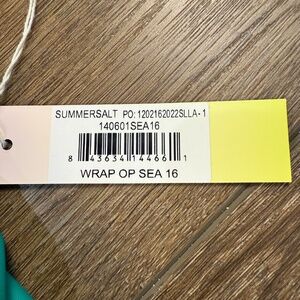 SUMMERSALT PO: 1202162022SLLA-1
140601SEA16
8 43634 14466 1
WRAP OP SEA 16